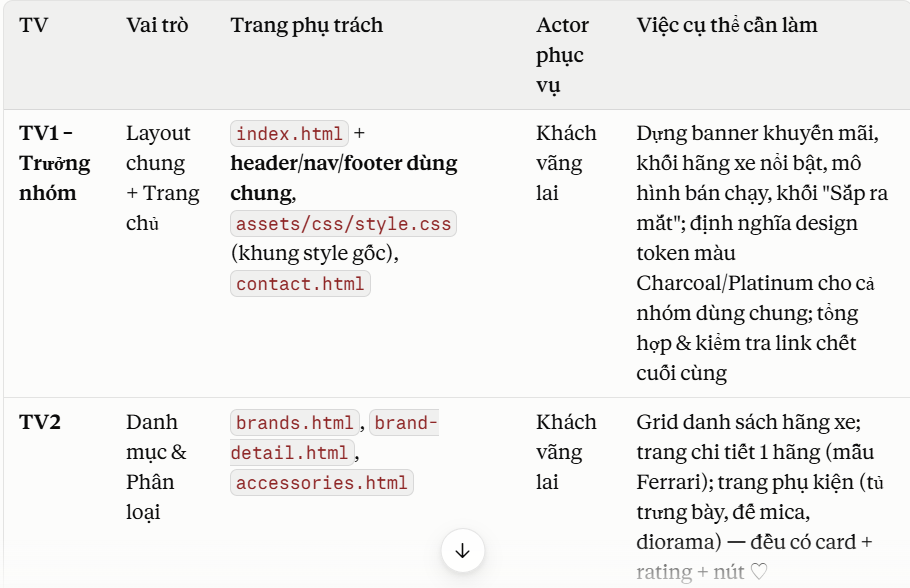 TV Vai trò Trang phụ trách Actor phục vụ Việc cụ thể cần làm
TV1 – Trưởng nhóm
Layout chung + Trang chủ
index.html +
header/nav/footer dùng
chung,
assets/css/style.css
(khung style gốc),
contact.html
Khách
vãng
lai
Dựng banner khuyến mãi,
khối hãng xe nổi bật, mô
hình bán chạy, khối "Sắp ra
mắt"; định nghĩa design
token màu
Charcoal/Platinum cho cả
nhóm dùng chung; tổng
hợp & kiểm tra link chết
cuối cùng
TV2
Danh
mục &
Phân
loại
brands.html, brand-
detail.html,
accessories.html
Khách
vãng
lai
Grid danh sách hãng xe;
trang chi tiết 1 hãng (mẫu
Ferrari); trang phụ kiện (tủ
trưng bày, đế mica,
diorama) — đều có card +
rating + nút ♡